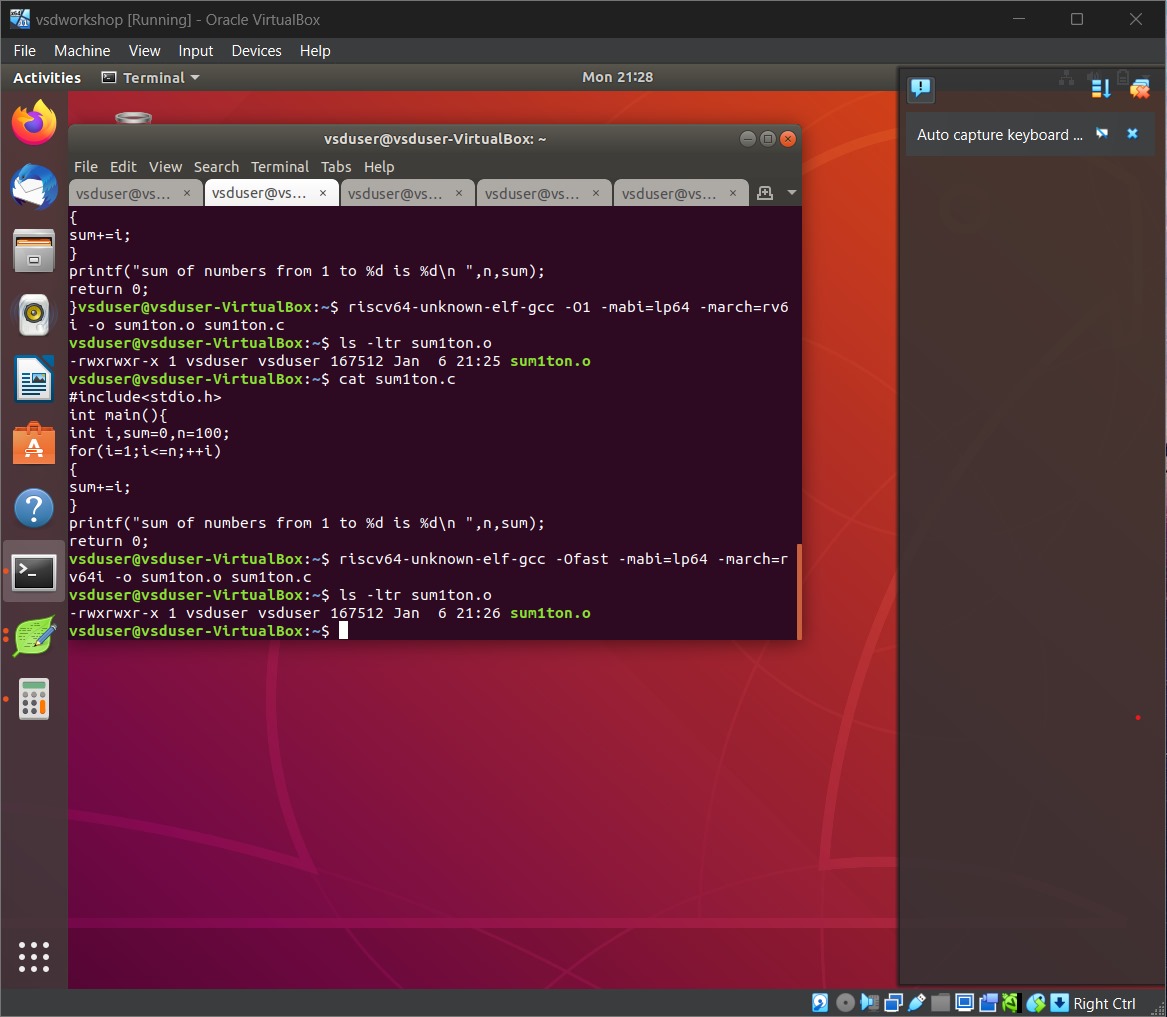 vsdworkshop [Running] - Oracle VirtualBox
File Machine View Input Devices Help
Activities Terminal Mon 21:28
Auto capture keyboard ...
vsduser@vsduser-VirtualBox: ~
File Edit View Search Terminal Tabs Help
vsduser@vs... vsduser@vs... vsduser@vs... vsduser@vs... vsduser@vs...
{
sum+=i;
}
printf("sum of numbers from 1 to %d is %d\n ",n,sum);
return 0;
}vsduser@vsduser-VirtualBox:~$ riscv64-unknown-elf-gcc -O1 -mabi=lp64 -march=rv6
i -o sum1ton.o sum1ton.c
vsduser@vsduser-VirtualBox:~$ ls -ltr sum1ton.o
-rwxrwxr-x 1 vsduser vsduser 167512 Jan  6 21:25 sum1ton.o
vsduser@vsduser-VirtualBox:~$ cat sum1ton.c
#include<stdio.h>
int main(){
int i,sum=0,n=100;
for(i=1;i<=n;++i)
{
sum+=i;
}
printf("sum of numbers from 1 to %d is %d\n ",n,sum);
return 0;
vsduser@vsduser-VirtualBox:~$ riscv64-unknown-elf-gcc -Ofast -mabi=lp64 -march=r
v64i -o sum1ton.o sum1ton.c
vsduser@vsduser-VirtualBox:~$ ls -ltr sum1ton.o
-rwxrwxr-x 1 vsduser vsduser 167512 Jan  6 21:26 sum1ton.o
vsduser@vsduser-VirtualBox:~$
Right Ctrl